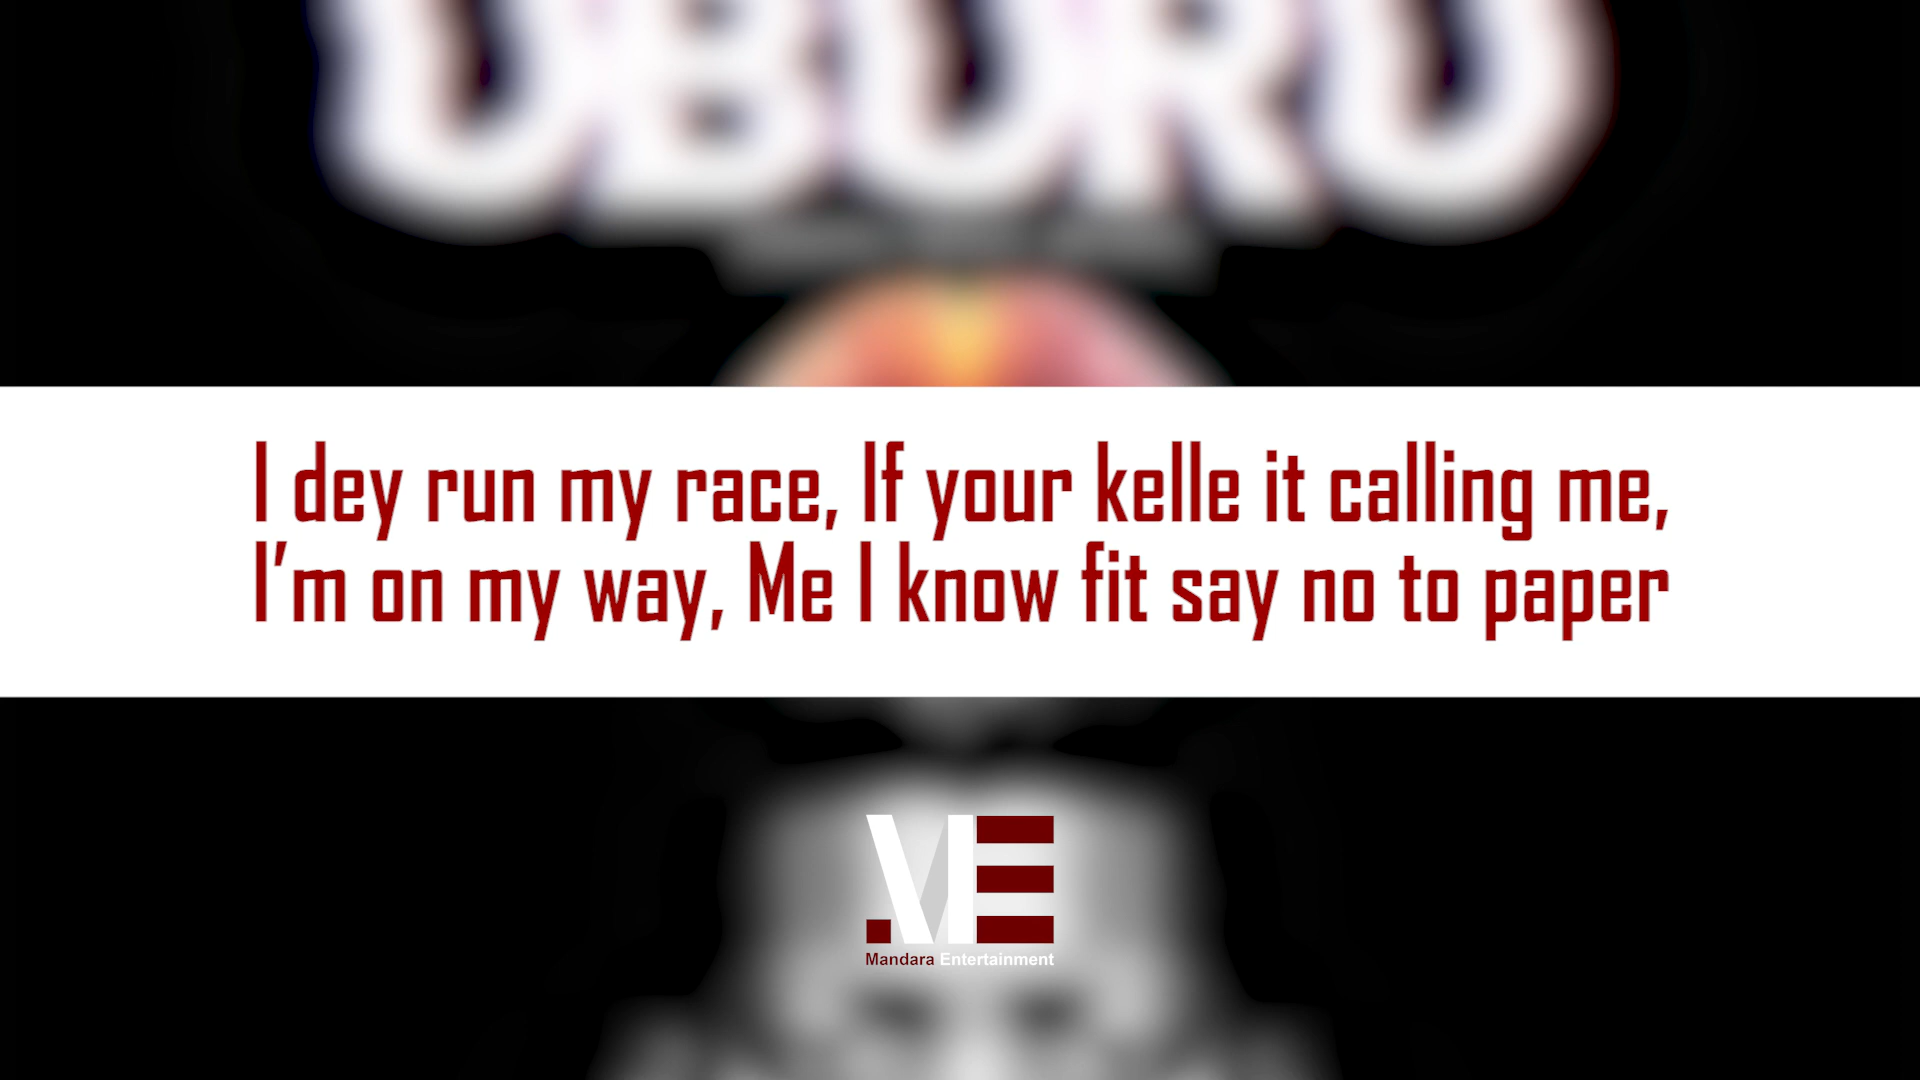 I dey run my race, If your kelle it calling me,
I’m on my way, Me I know fit say no to paper
ME
Mandara Entertainment